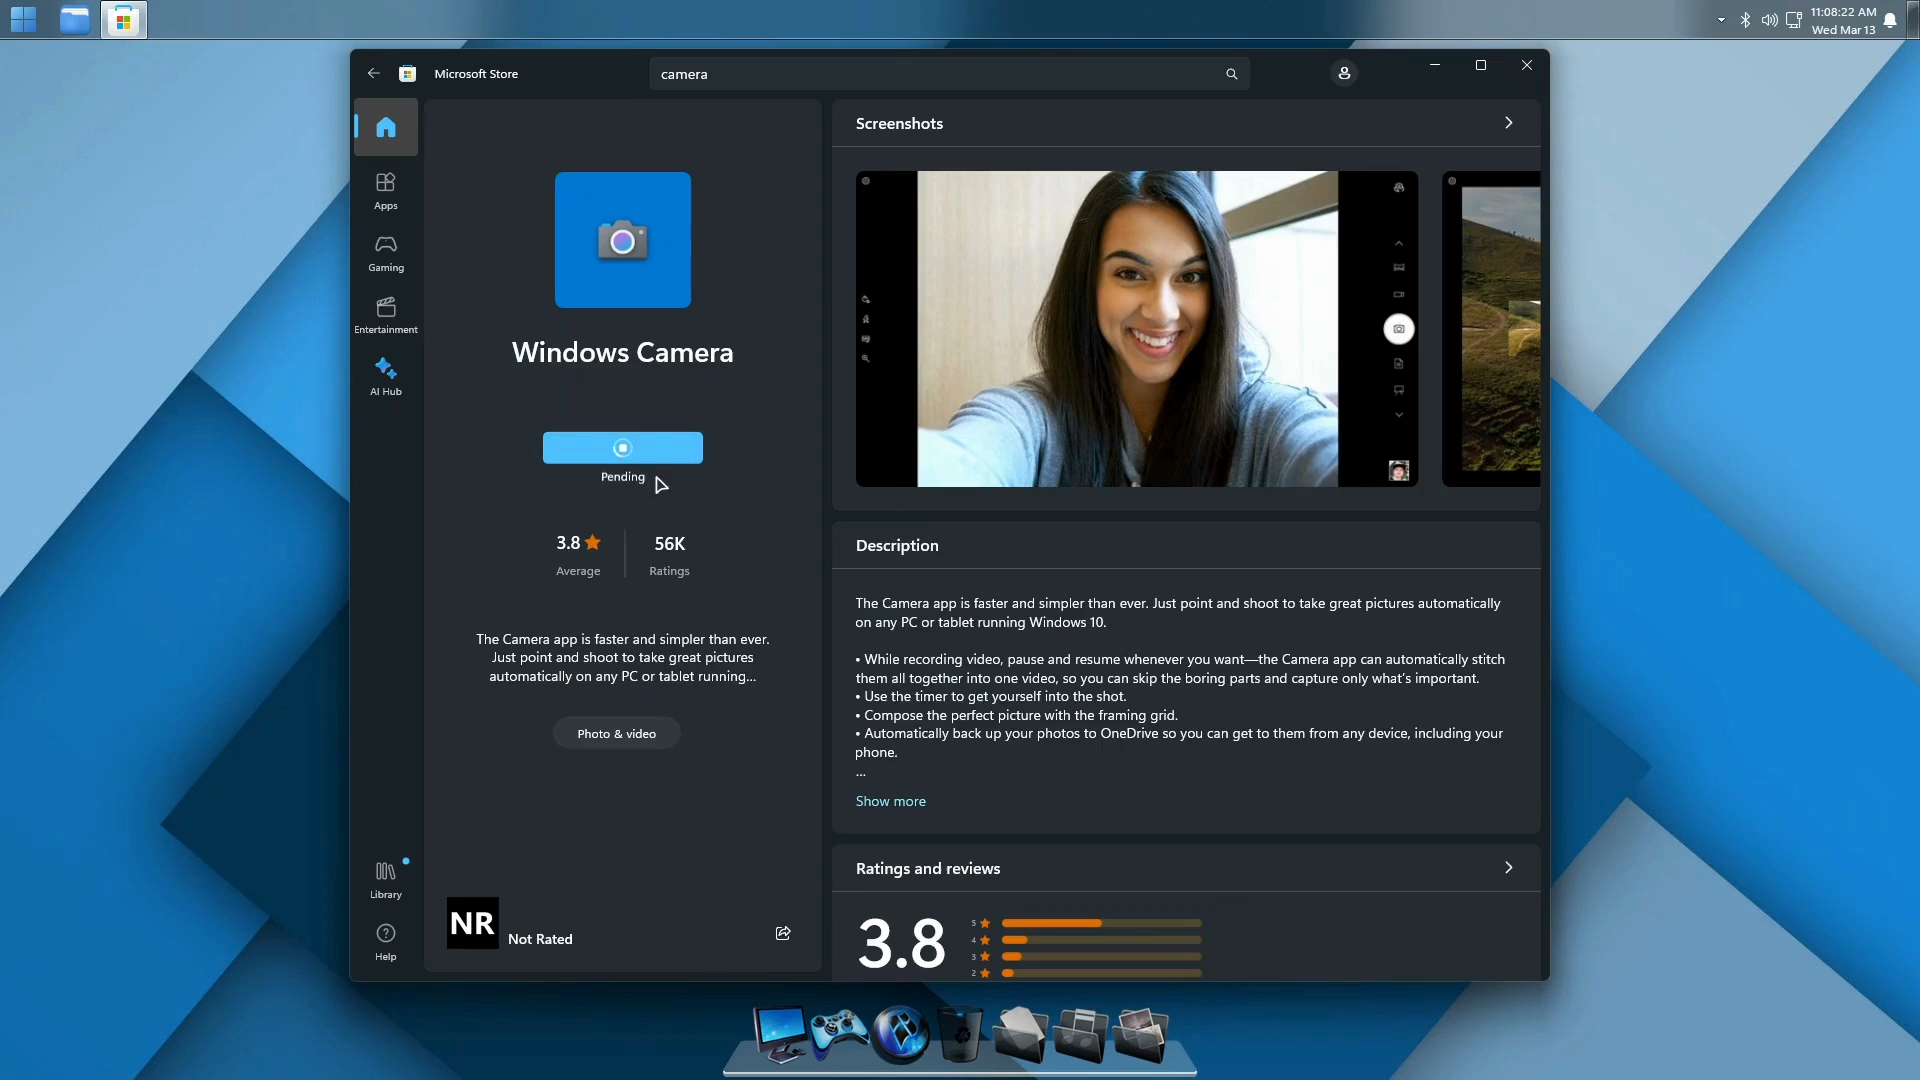 11:08:22 AM
Wed Mar 13
Microsoft Store
camera
Apps
Gaming
Entertainment
AI Hub
Library
Help
Windows Camera
Pending
3.8
Average
56K
Ratings
The Camera app is faster and simpler than ever.
Just point and shoot to take great pictures
automatically on any PC or tablet running...
Photo & video
NR
Not Rated
Screenshots
Description
The Camera app is faster and simpler than ever. Just point and shoot to take great pictures automatically
on any PC or tablet running Windows 10.
• While recording video, pause and resume whenever you want—the Camera app can automatically stitch
them all together into one video, so you can skip the boring parts and capture only what's important.
• Use the timer to get yourself into the shot.
• Compose the perfect picture with the framing grid.
• Automatically back up your photos to OneDrive so you can get to them from any device, including your
phone.
...
Show more
Ratings and reviews
3.8
5
4
3
2